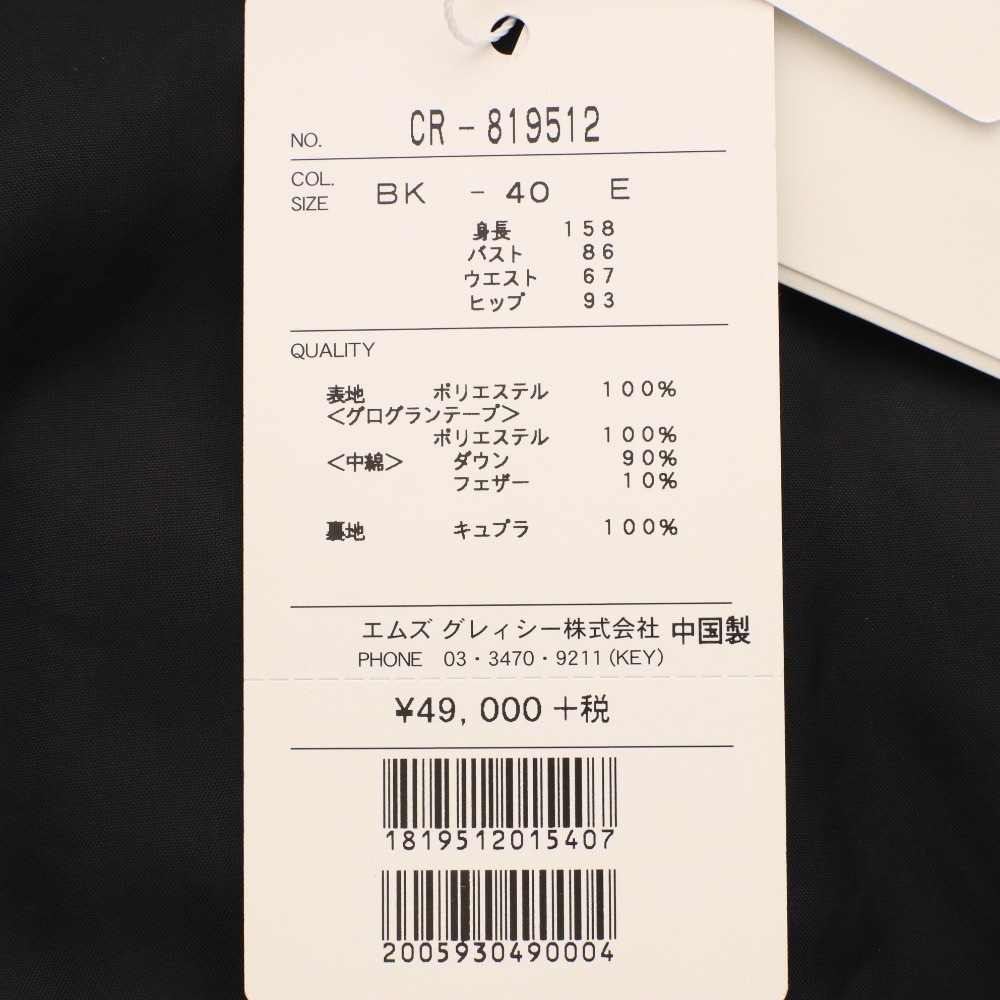 NO. CR-819512
COL.
SIZE BK - 40 E
身長 158
バスト 86
ウエスト 67
ヒップ 93
QUALITY
表地 ポリエステル 100%
＜グログランテープ＞
ポリエステル 100%
＜中綿＞ ダウン 90%
フェザー 10%
裏地 キュプラ 100%
エムズ グレィシー株式会社 中国製
PHONE 03・3470・9211(KEY)
¥49,000+税
1819512015407
2005930490004